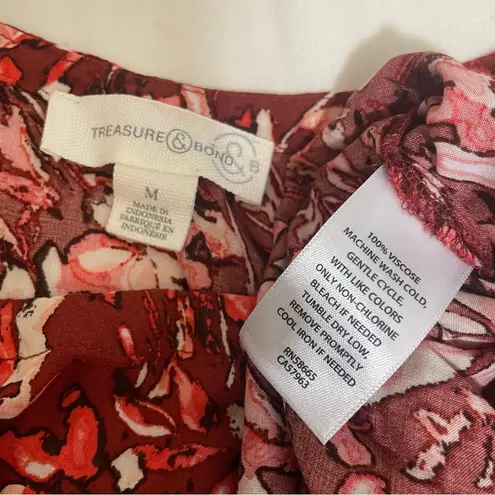 TREASURE & BOND
& B
M
MADE IN
INDONESIA
FABRIQUÉ EN
INDONÉSIE
100% VISCOSE
MACHINE WASH COLD,
GENTLE CYCLE,
WITH LIKE COLORS
ONLY NON-CHLORINE
BLEACH IF NEEDED
TUMBLE DRY LOW,
REMOVE PROMPTLY
COOL IRON IF NEEDED
RN58665
CA57963